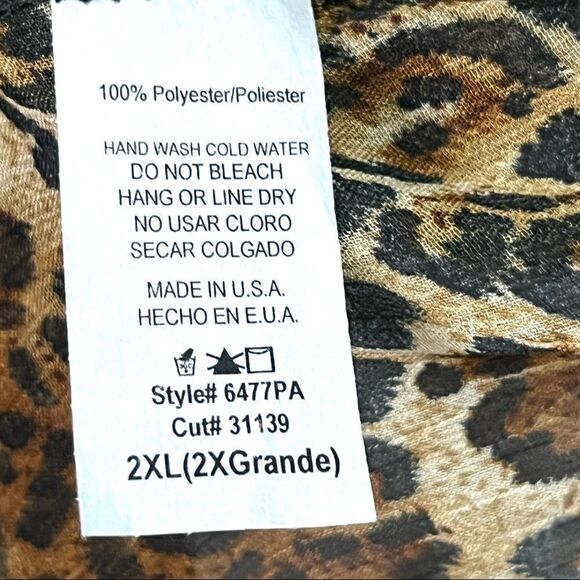 100% Polyester/Poliester
HAND WASH COLD WATER
DO NOT BLEACH
HANG OR LINE DRY
NO USAR CLORO
SECAR COLGADO
MADE IN U.S.A.
HECHO EN E.U.A.
Style# 6477PA
Cut# 31139
2XL(2XGrande)